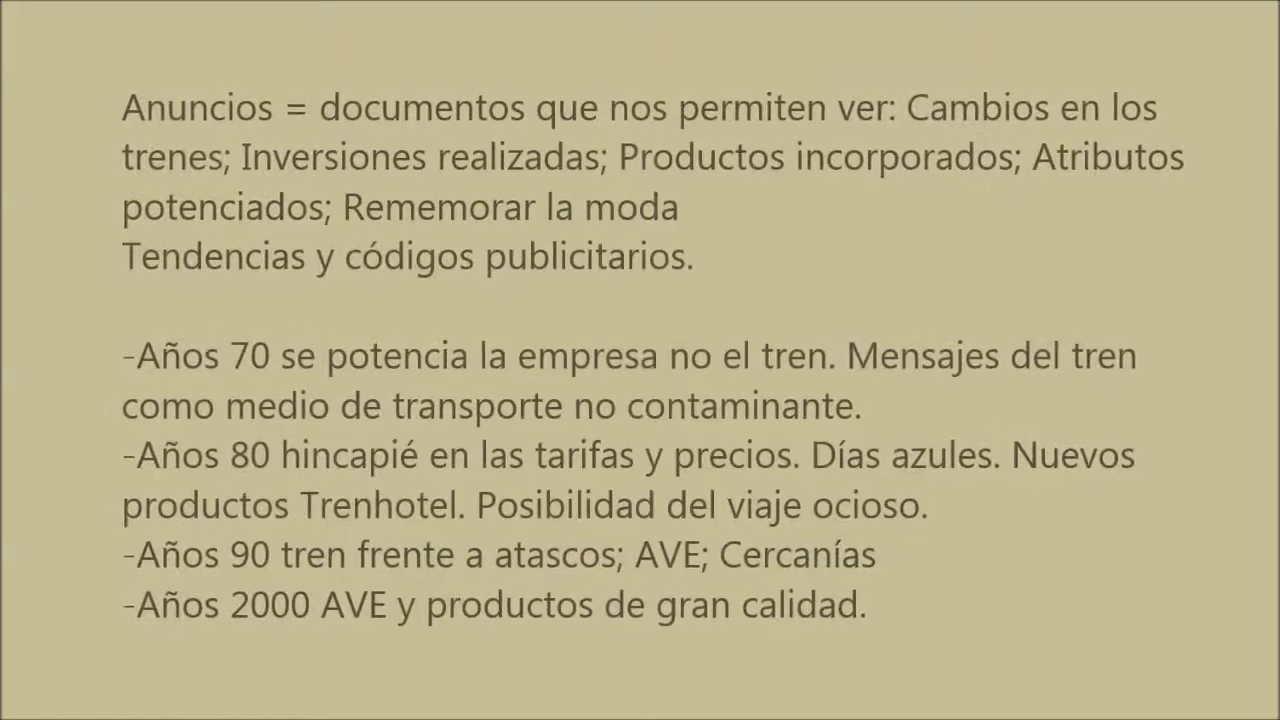 Anuncios = documentos que nos permiten ver: Cambios en los
trenes; Inversiones realizadas; Productos incorporados; Atributos
potenciados; Rememorar la moda
Tendencias y códigos publicitarios.
-Años 70 se potencia la empresa no el tren. Mensajes del tren
como medio de transporte no contaminante.
-Años 80 hincapié en las tarifas y precios. Días azules. Nuevos
productos Trenhotel. Posibilidad del viaje ocioso.
-Años 90 tren frente a atascos; AVE; Cercanías
-Años 2000 AVE y productos de gran calidad.